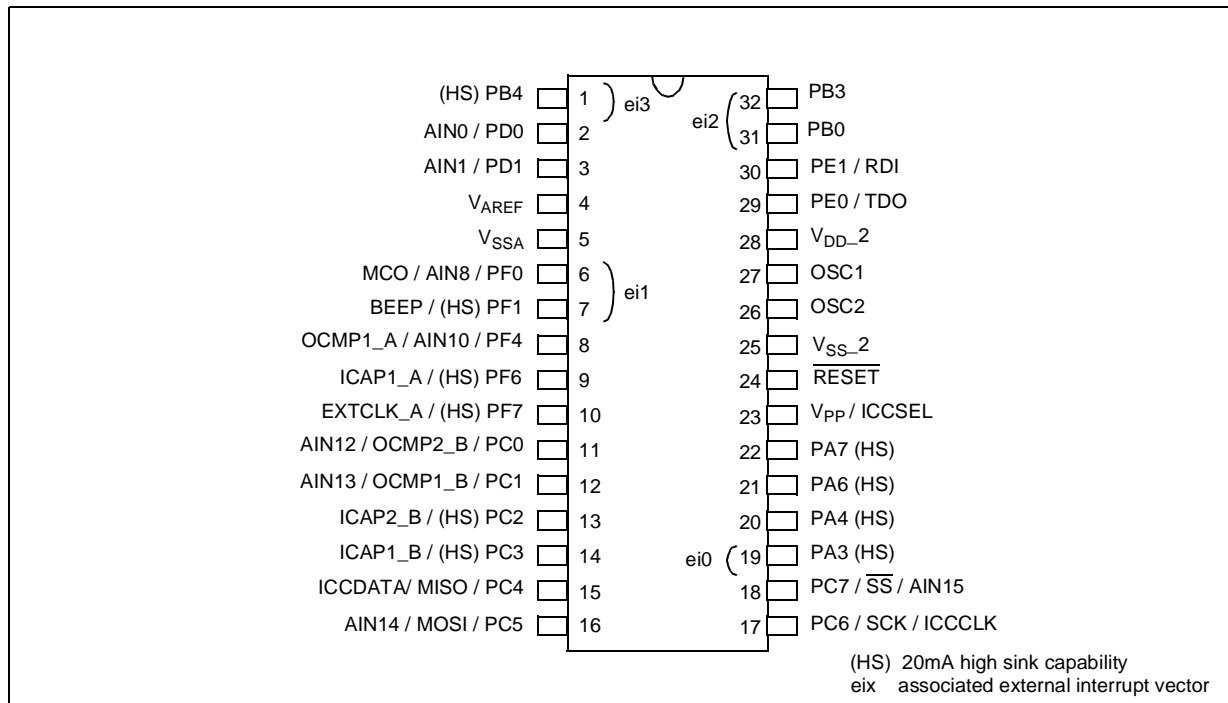 (HS) PB4 1 ei3 ei2 32 PB3
AIN0 / PD0 2 31 PB0
AIN1 / PD1 3 30 PE1 / RDI
VAREF 4 29 PE0 / TDO
VSSA 5 28 VDD_2
MCO / AIN8 / PF0 6 ei1 27 OSC1
BEEP / (HS) PF1 7 26 OSC2
OCMP1_A / AIN10 / PF4 8 25 VSS_2
ICAP1_A / (HS) PF6 9 24 RESET
EXTCLK_A / (HS) PF7 10 23 VPP / ICCSEL
AIN12 / OCMP2_B / PC0 11 22 PA7 (HS)
AIN13 / OCMP1_B / PC1 12 21 PA6 (HS)
ICAP2_B / (HS) PC2 13 20 PA4 (HS)
ICAP1_B / (HS) PC3 14 ei0 19 PA3 (HS)
ICCDATA/ MISO / PC4 15 18 PC7 / SS / AIN15
AIN14 / MOSI / PC5 16 17 PC6 / SCK / ICCCLK
(HS) 20mA high sink capability
eix associated external interrupt vector